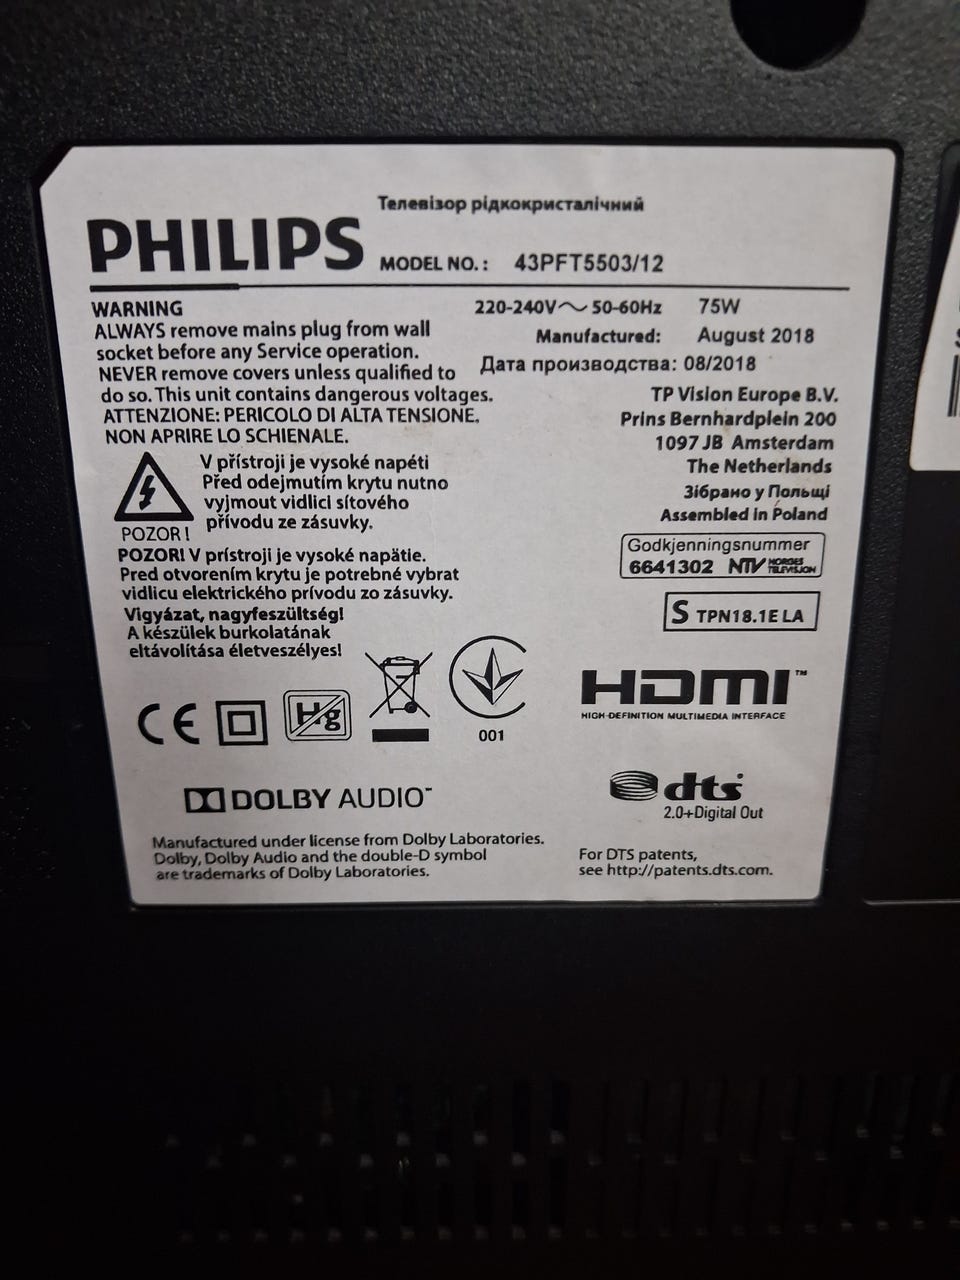 Телевізор рідкокристалічний
PHILIPS MODEL NO.: 43PFT5503/12
WARNING
ALWAYS remove mains plug from wall
socket before any Service operation.
NEVER remove covers unless qualified to
do so. This unit contains dangerous voltages.
ATTENZIONE: PERICOLO DI ALTA TENSIONE.
NON APRIRE LO SCHIENALE.
V přístroji je vysoké napéti
Před odejmutím krytu nutno
vyjmout vidlici sítového
přívodu ze zásuvky.
POZOR!
POZOR! V prístroji je vysoké napätie.
Pred otvorením krytu je potrebné vybrat
vidlicu elektrického prívodu zo zásuvky.
Vigyázat, nagyfeszültség!
A készülek burkolatának
eltávolítása életveszélyes!
220-240V~ 50-60Hz 75W
Manufactured: August 2018
Дата производства: 08/2018
TP Vision Europe B.V.
Prins Bernhardplein 200
1097 JB Amsterdam
The Netherlands
Зібрано у Польщі
Assembled in Poland
Godkjenningsnummer
6641302 NTV NORGES TELEVISJON
S TPN18.1E LA
CE
Hg
001
HDMI™
HIGH-DEFINITION MULTIMEDIA INTERFACE
DOLBY AUDIO™
dts
2.0+Digital Out
Manufactured under license from Dolby Laboratories.
Dolby, Dolby Audio and the double-D symbol
are trademarks of Dolby Laboratories.
For DTS patents,
see http://patents.dts.com.